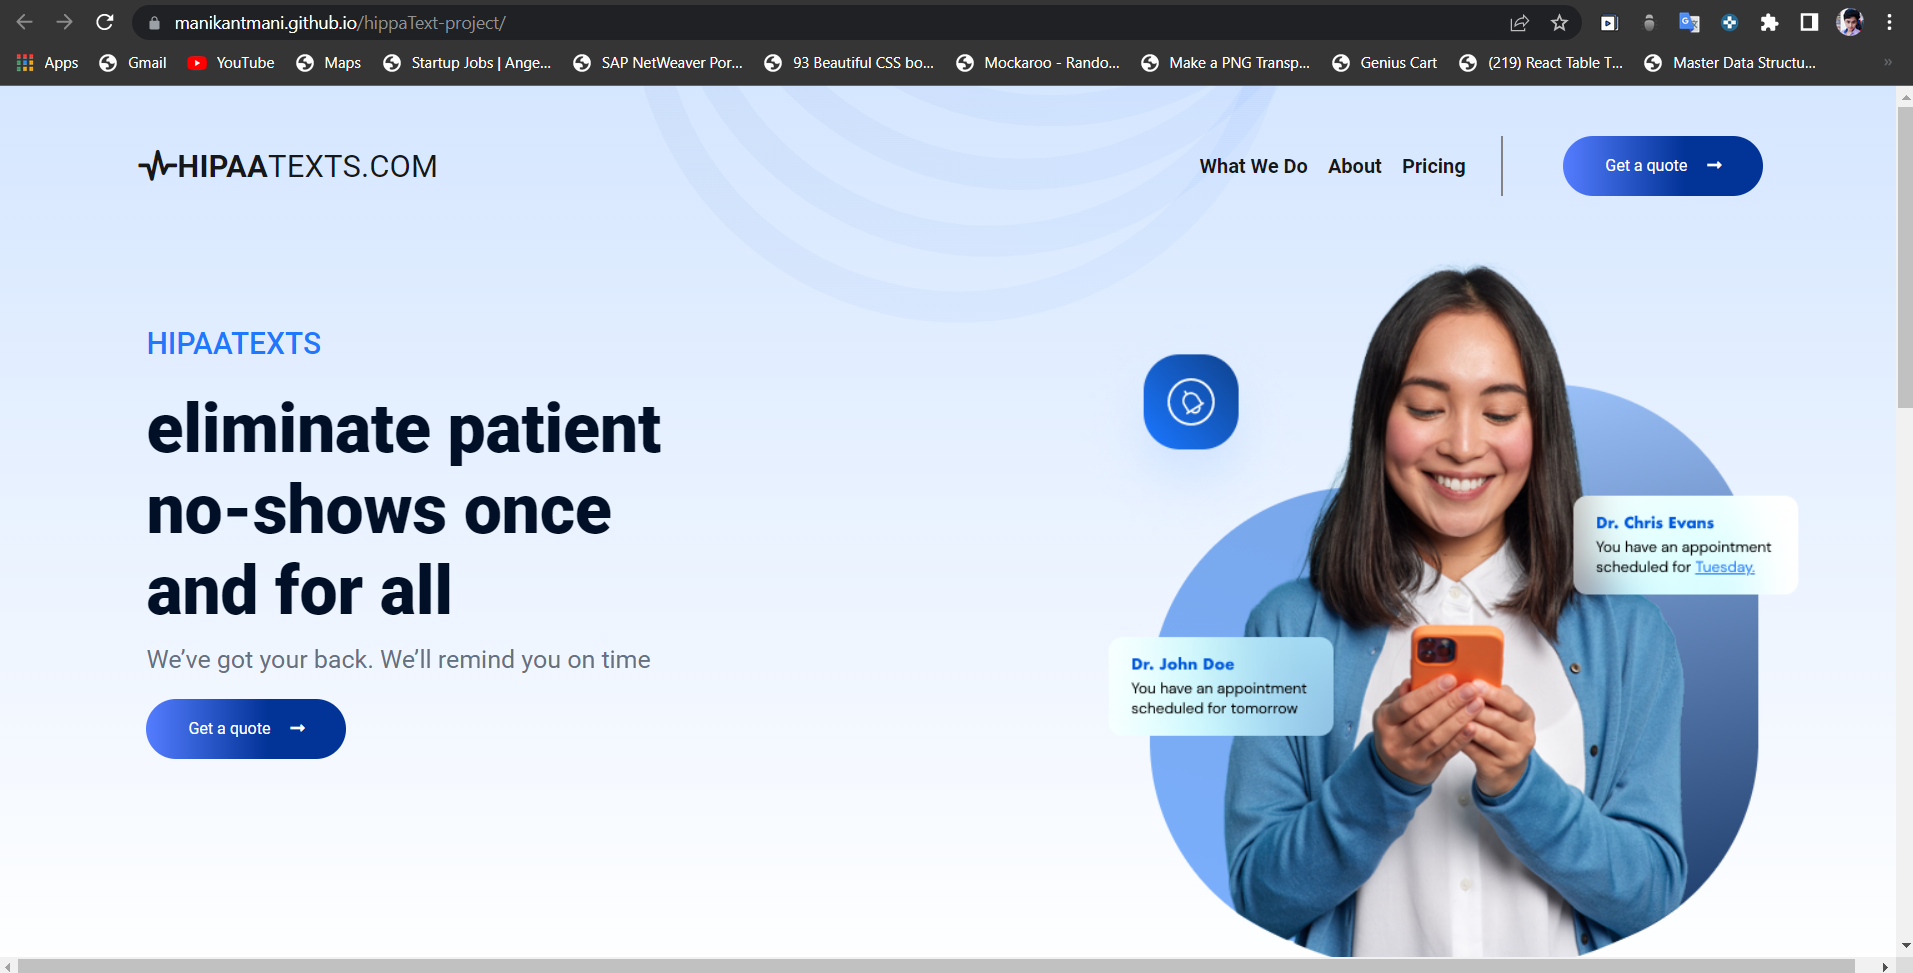 manikantmani.github.io/hippaText-project/
Apps Gmail YouTube Maps Startup Jobs | Ange... SAP NetWeaver Por... 93 Beautiful CSS bo... Mockaroo - Rando... Make a PNG Transp... Genius Cart (219) React Table T... Master Data Structu... »
HIPAATEXTS.COM
What We Do About Pricing
Get a quote
HIPAATEXTS
eliminate patient
no-shows once
and for all
We’ve got your back. We’ll remind you on time
Get a quote
Dr. Chris Evans
You have an appointment
scheduled for Tuesday.
Dr. John Doe
You have an appointment
scheduled for tomorrow